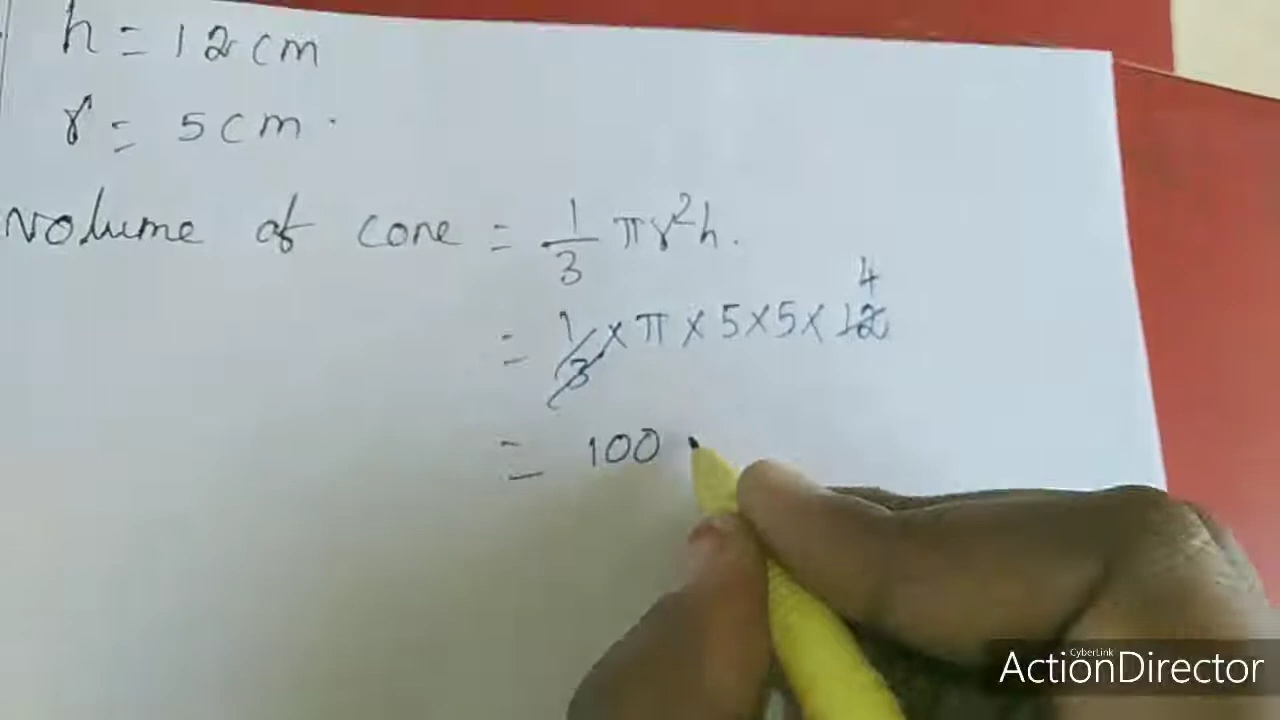 h = 12 cm
r = 5 cm.
volume of cone = 1/3 πr²h.
= 1/3 × π × 5 × 5 × 12 4
= 100
CyberLink
ActionDirector